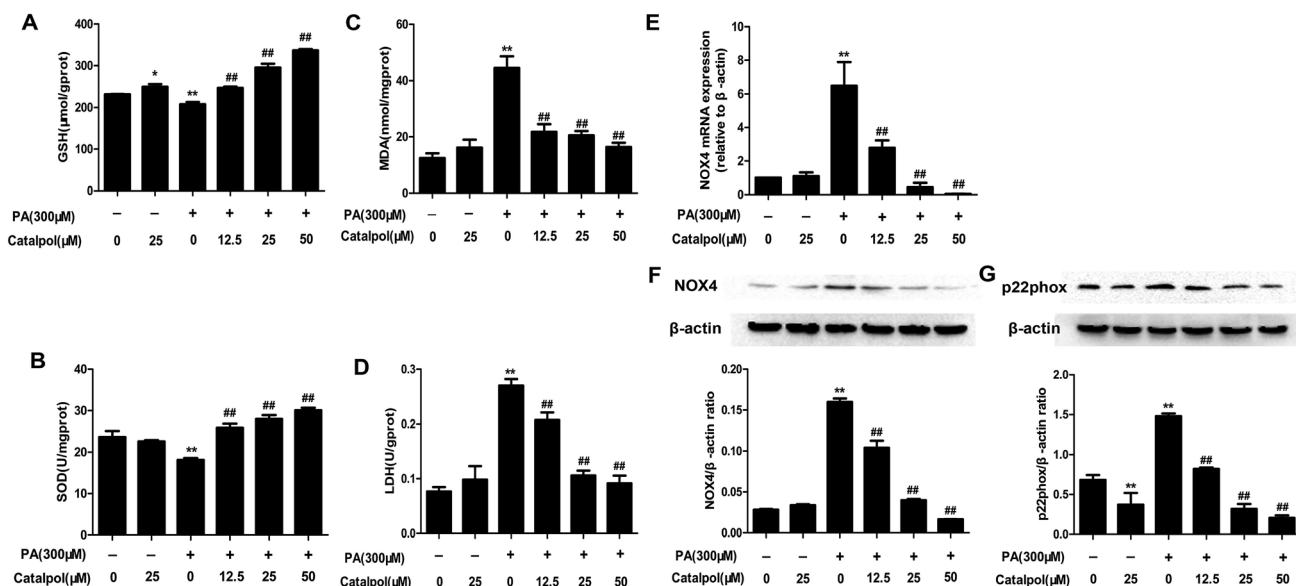 A
GSH(μmol/gprot)
400
300
200
100
0
*
**
##
##
##
PA(300μM) – – + + + +
Catalpol(μM) 0 25 0 12.5 25 50
C
MDA(nmol/mgprot)
60
40
20
0
**
##
##
##
PA(300μM) – – + + + +
Catalpol(μM) 0 25 0 12.5 25 50
E
NOX4 mRNA expression
(relative to β -actin)
10
8
6
4
2
0
**
##
##
##
PA(300μM) – – + + + +
Catalpol(μM) 0 25 0 12.5 25 50
B
SOD(U/mgprot)
40
30
20
10
0
**
##
##
##
PA(300μM) – – + + + +
Catalpol(μM) 0 25 0 12.5 25 50
D
LDH(U/gprot)
0.3
0.2
0.1
0.0
**
##
##
##
PA(300μM) – – + + + +
Catalpol(μM) 0 25 0 12.5 25 50
F
NOX4
β-actin
NOX4/β -actin ratio
0.20
0.15
0.10
0.05
0.00
**
##
##
##
PA(300μM) – – + + + +
Catalpol(μM) 0 25 0 12.5 25 50
G
p22phox
β-actin
p22phox/β -actin ratio
2.0
1.5
1.0
0.5
0.0
**
**
##
##
##
PA(300μM) – – + + + +
Catalpol(μM) 0 25 0 12.5 25 50